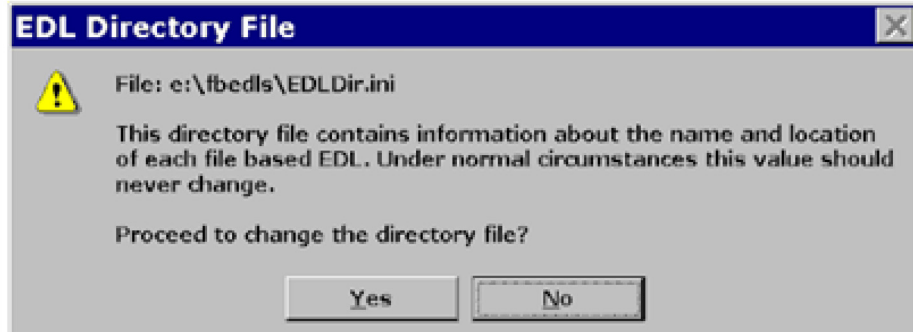 EDL Directory File
File: e:\fbedls\EDLDir.ini
This directory file contains information about the name and location
of each file based EDL. Under normal circumstances this value should
never change.
Proceed to change the directory file?
Yes No